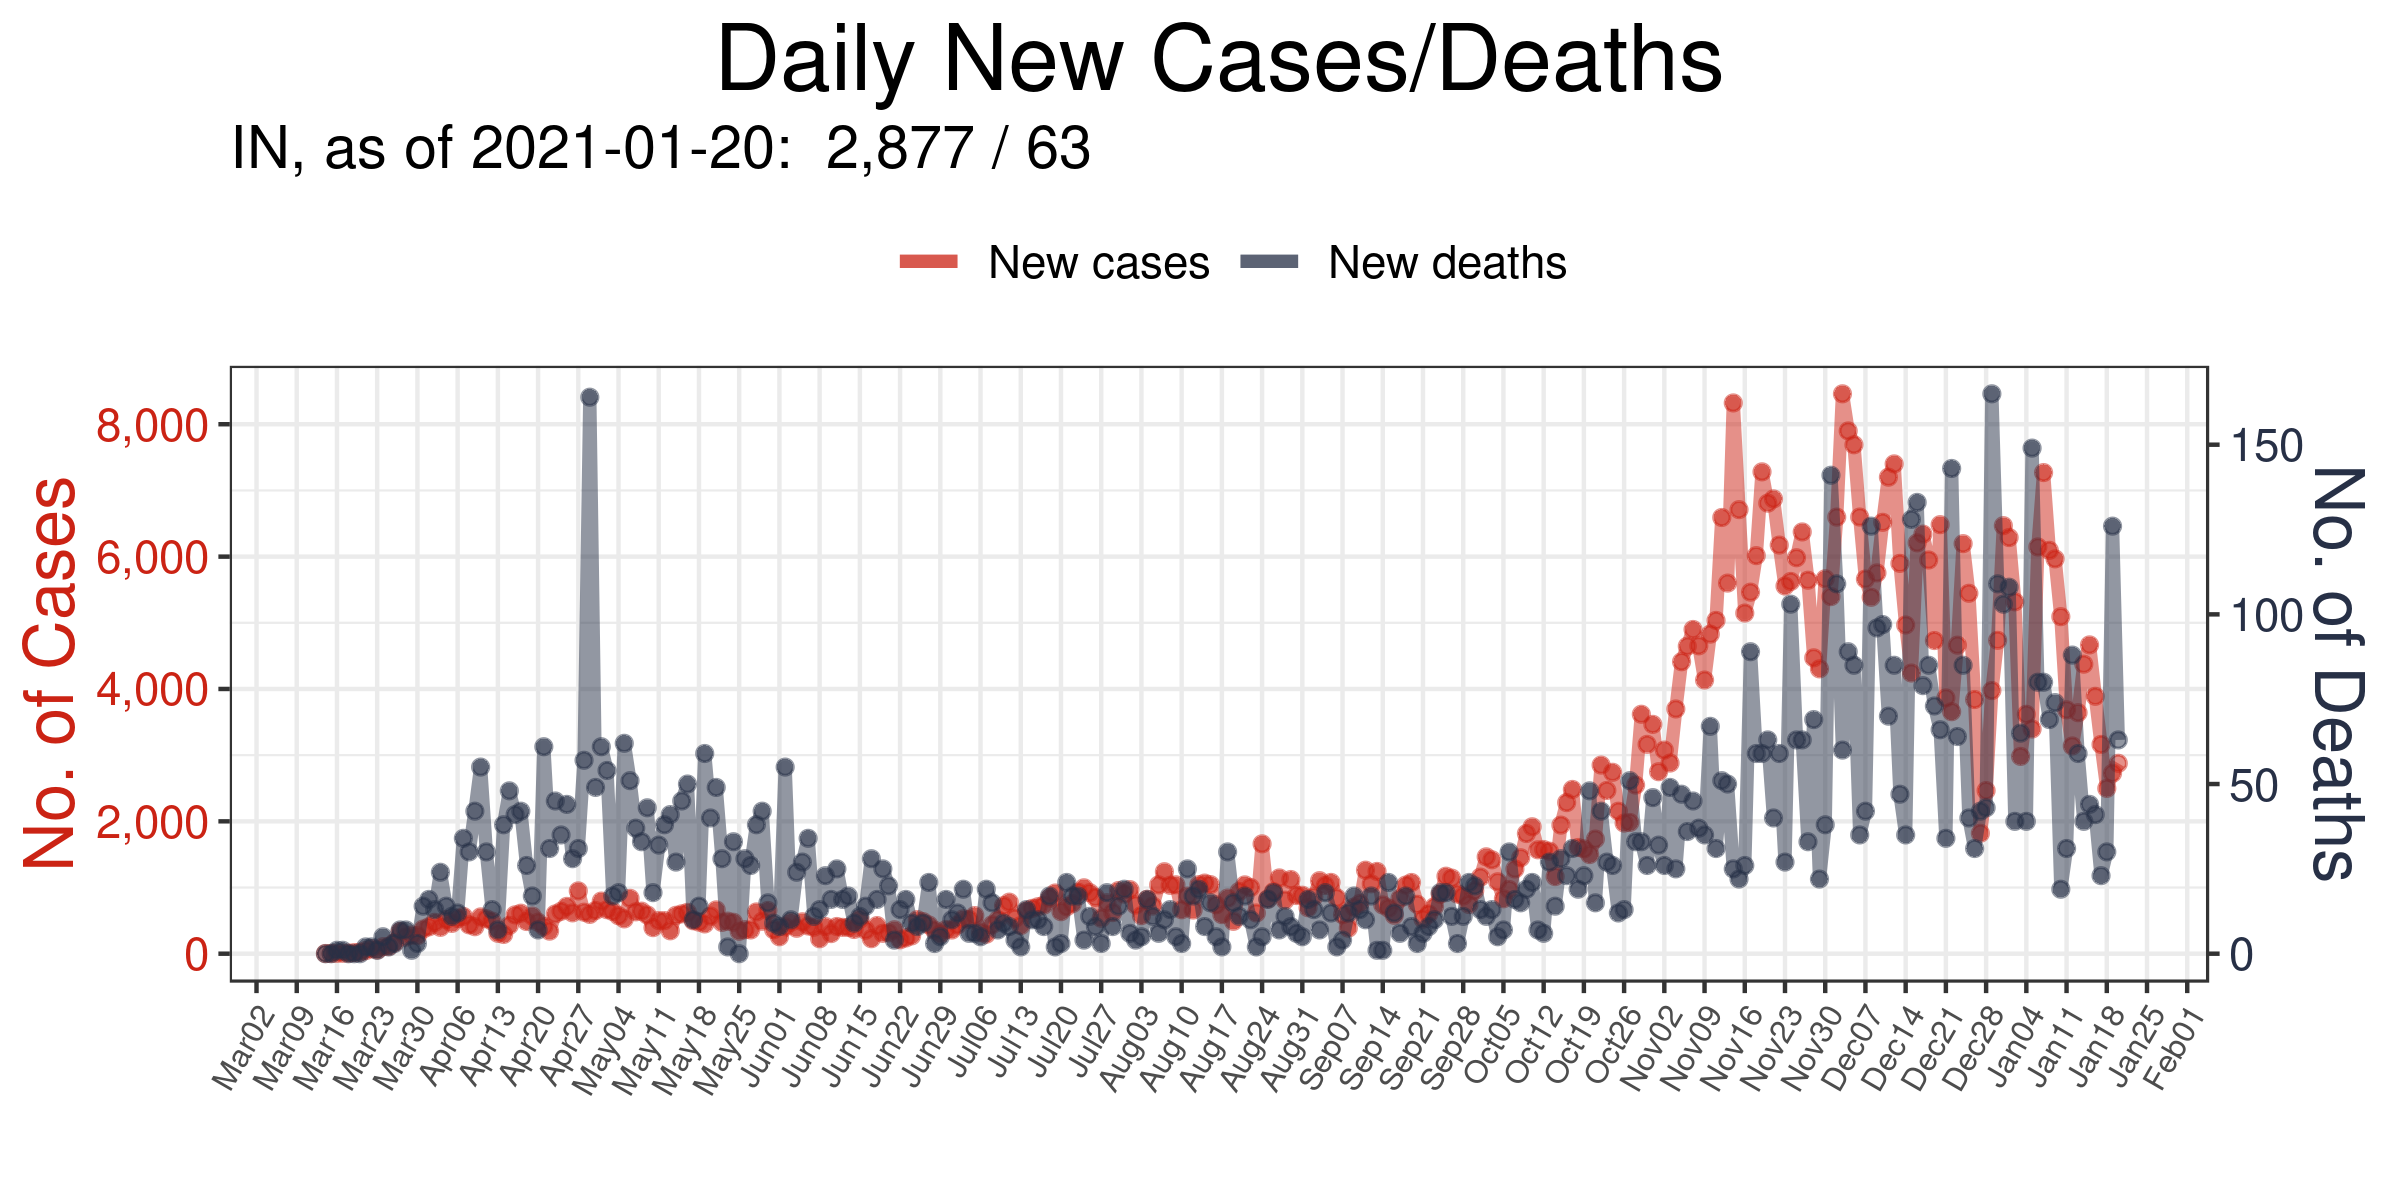 Daily New Cases/Deaths
IN, as of 2021-01-20:  2,877 / 63
New cases New deaths
No. of Cases
8,000
6,000
4,000
2,000
0
150
100
50
0
No. of Deaths
Mar02 Mar09 Mar16 Mar23 Mar30 Apr06 Apr13 Apr20 Apr27 May04 May11 May18 May25 Jun01 Jun08 Jun15 Jun22 Jun29 Jul06 Jul13 Jul20 Jul27 Aug03 Aug10 Aug17 Aug24 Aug31 Sep07 Sep14 Sep21 Sep28 Oct05 Oct12 Oct19 Oct26 Nov02 Nov09 Nov16 Nov23 Nov30 Dec07 Dec14 Dec21 Dec28 Jan04 Jan11 Jan18 Jan25 Feb01